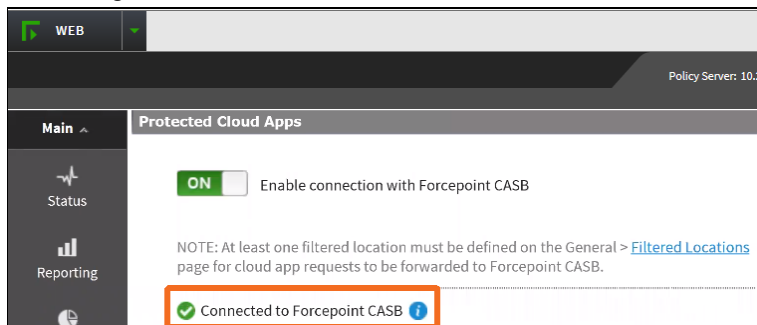 WEB
Policy Server: 10.
Main
Protected Cloud Apps
Status
ON
Enable connection with Forcepoint CASB
Reporting
NOTE: At least one filtered location must be defined on the General > Filtered Locations
page for cloud app requests to be forwarded to Forcepoint CASB.
Connected to Forcepoint CASB